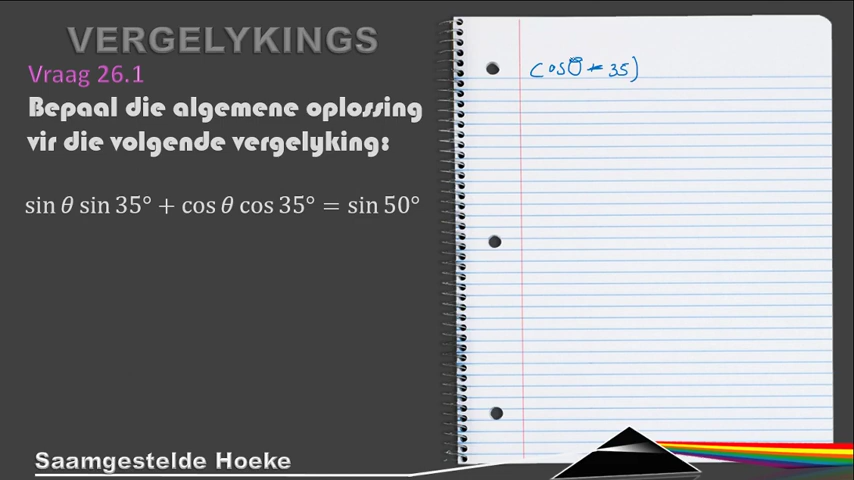 VERGELYKINGS
Vraag 26.1
Bepaal die algemene oplossing
vir die volgende vergelyking:
sin θ sin 35° + cos θ cos 35° = sin 50°
cosθ - 35)
Saamgestelde Hoeke